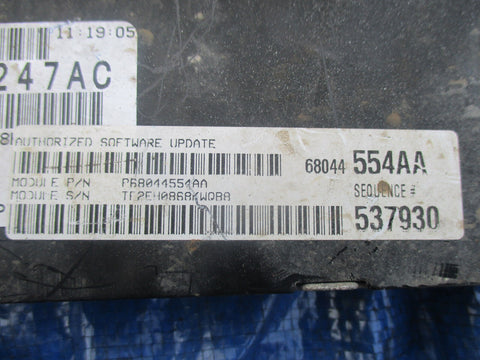 11:19:05
247AC
AUTHORIZED SOFTWARE UPDATE
68044 554AA
MODULE P/N P68044554AA
SEQUENCE #
MODULE S/N
537930